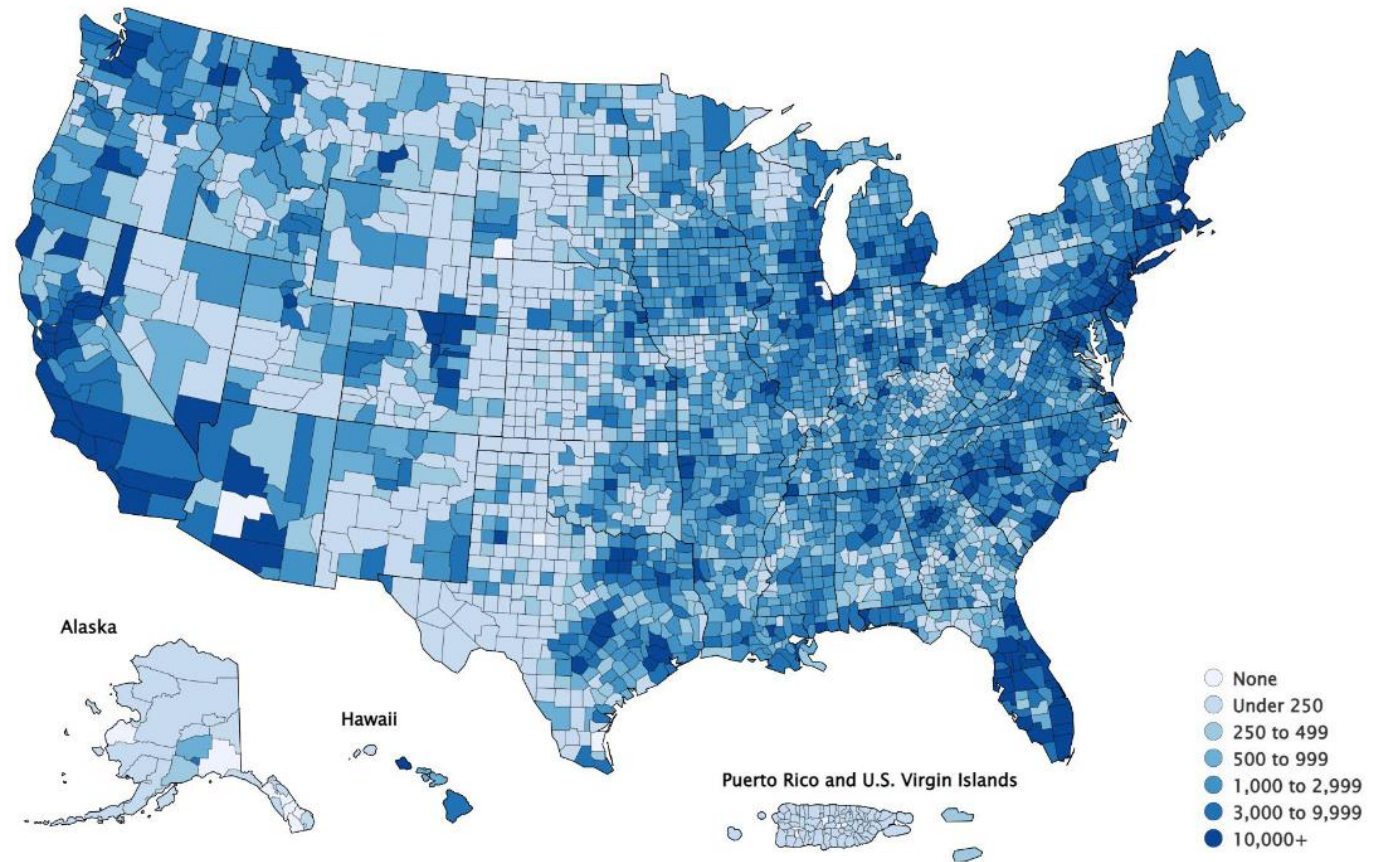 Alaska
Hawaii
Puerto Rico and U.S. Virgin Islands
None
Under 250
250 to 499
500 to 999
1,000 to 2,999
3,000 to 9,999
10,000+